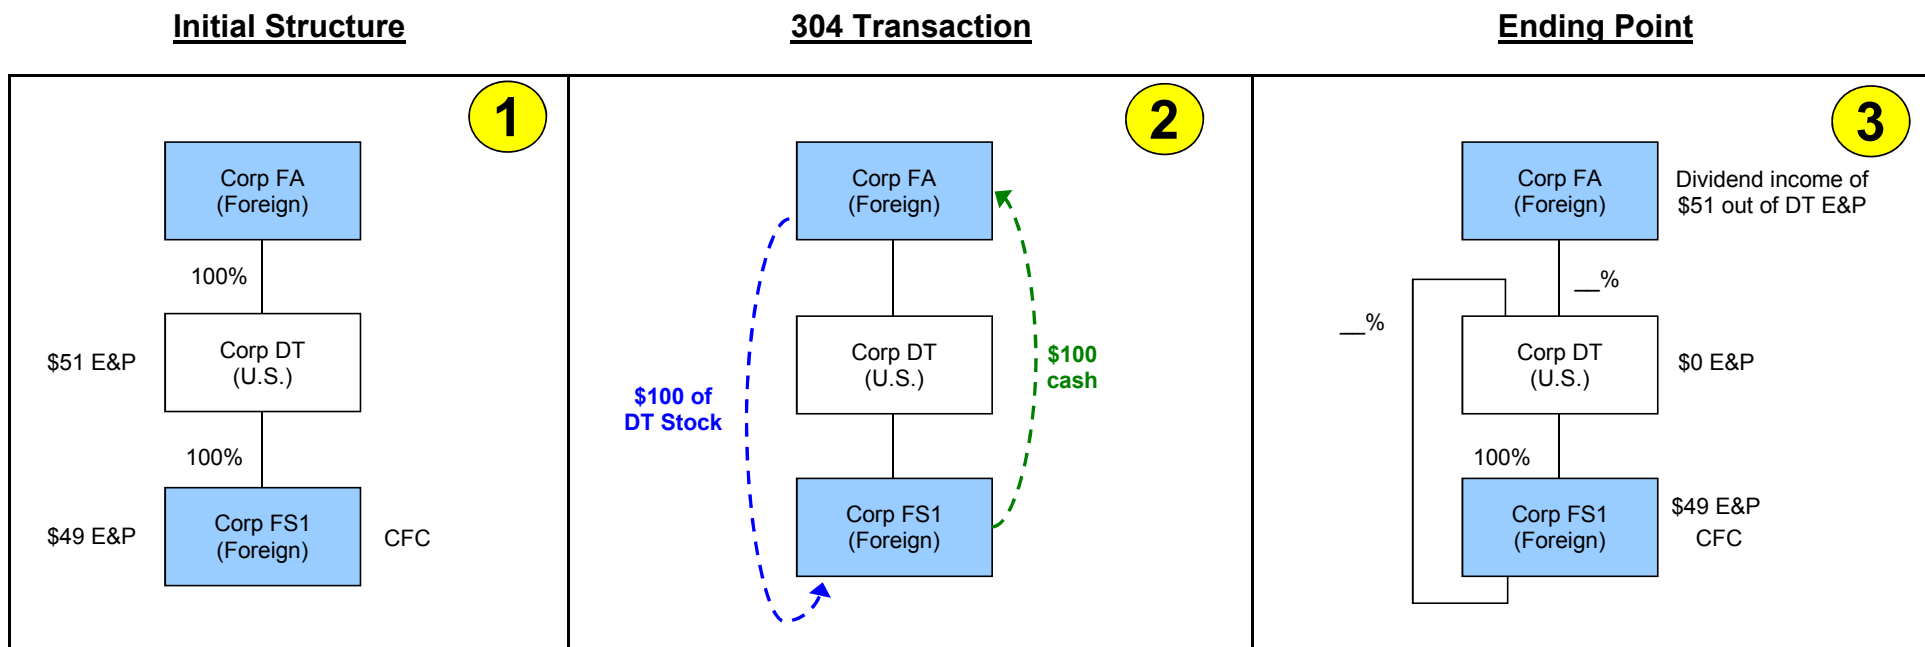 Initial Structure
304 Transaction
Ending Point
1
Corp FA
(Foreign)
100%
$51 E&P
Corp DT
(U.S.)
100%
$49 E&P
Corp FS1
(Foreign)
CFC
2
Corp FA
(Foreign)
$100 of
DT Stock
Corp DT
(U.S.)
$100
cash
Corp FS1
(Foreign)
3
Corp FA
(Foreign)
Dividend income of
$51 out of DT E&P
__%
__%
Corp DT
(U.S.)
$0 E&P
100%
Corp FS1
(Foreign)
$49 E&P
CFC